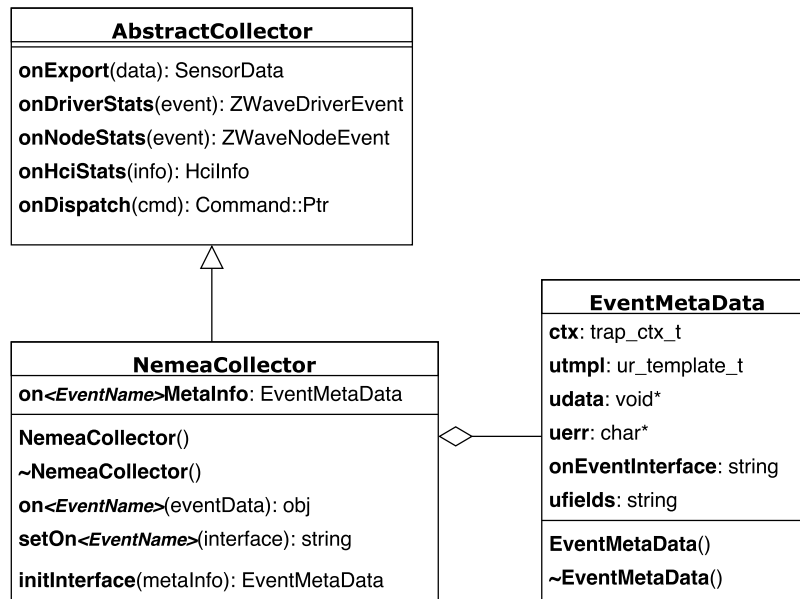 AbstractCollector
onExport(data): SensorData
onDriverStats(event): ZWaveDriverEvent
onNodeStats(event): ZWaveNodeEvent
onHciStats(info): HciInfo
onDispatch(cmd): Command::Ptr
NemeaCollector
on<EventName>MetaInfo: EventMetaData
NemeaCollector()
~NemeaCollector()
on<EventName>(eventData): obj
setOn<EventName>(interface): string
initInterface(metaInfo): EventMetaData
EventMetaData
ctx: trap_ctx_t
utmpl: ur_template_t
udata: void*
uerr: char*
onEventInterface: string
ufields: string
EventMetaData()
~EventMetaData()